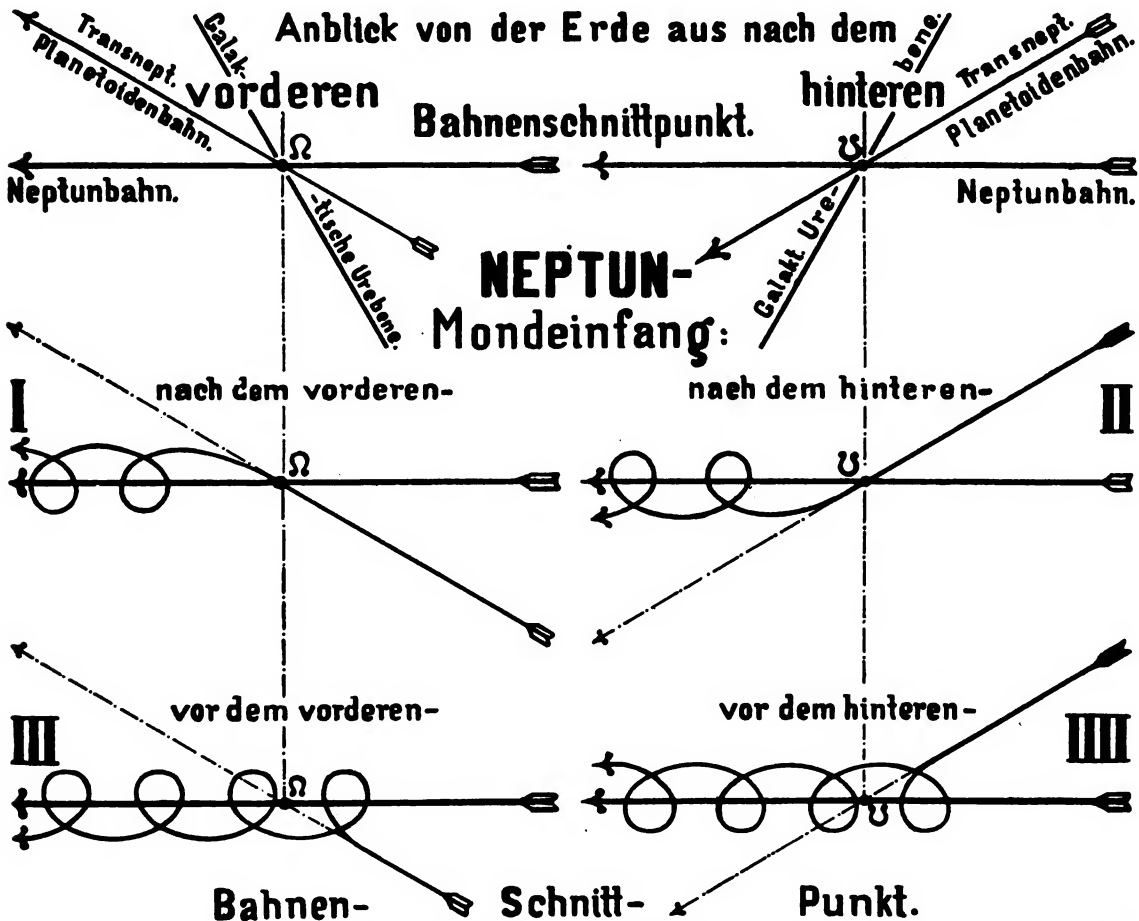 Anblick von der Erde aus nach dem
vorderen
hinteren
Bahnenschnittpunkt.
Transnept.
Planetoidenbahn.
Galak-
-tische Urebene.
Ω
Neptunbahn.
bene.
Transnept.
Planetoidenbahn.
℧
Galakt. Ure-
Neptunbahn.
NEPTUN-
Mondeinfang:
I
nach dem vorderen-
Ω
nach dem hinteren-
II
℧
III
vor dem vorderen-
Ω
vor dem hinteren-
IIII
℧
Bahnen-
Schnitt-
Punkt.